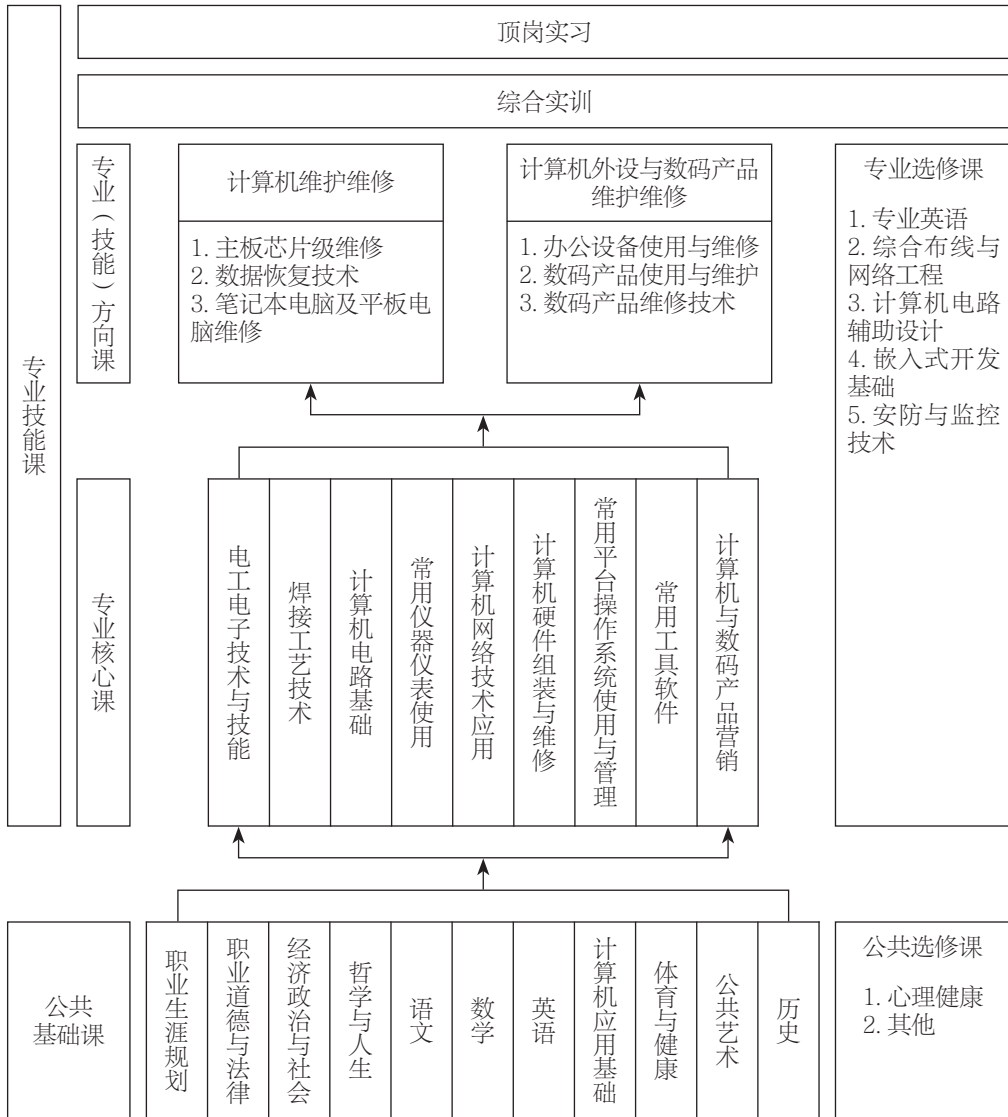 顶岗实习
综合实训
专业技能课
专业（技能）方向课
计算机维护维修
1. 主板芯片级维修
2. 数据恢复技术
3. 笔记本电脑及平板电
脑维修
计算机外设与数码产品
维护维修
1. 办公设备使用与维修
2. 数码产品使用与维护
3. 数码产品维修技术
专业选修课
1. 专业英语
2. 综合布线与
网络工程
3. 计算机电路
辅助设计
4. 嵌入式开发
基础
5. 安防与监控
技术
专业核心课
电工电子技术与技能
焊接工艺技术
计算机电路基础
常用仪器仪表使用
计算机网络技术应用
计算机硬件组装与维修
常用平台操作系统使用与管理
常用工具软件
计算机与数码产品营销
公共
基础课
职业生涯规划
职业道德与法律
经济政治与社会
哲学与人生
语文
数学
英语
计算机应用基础
体育与健康
公共艺术
历史
公共选修课
1. 心理健康
2. 其他